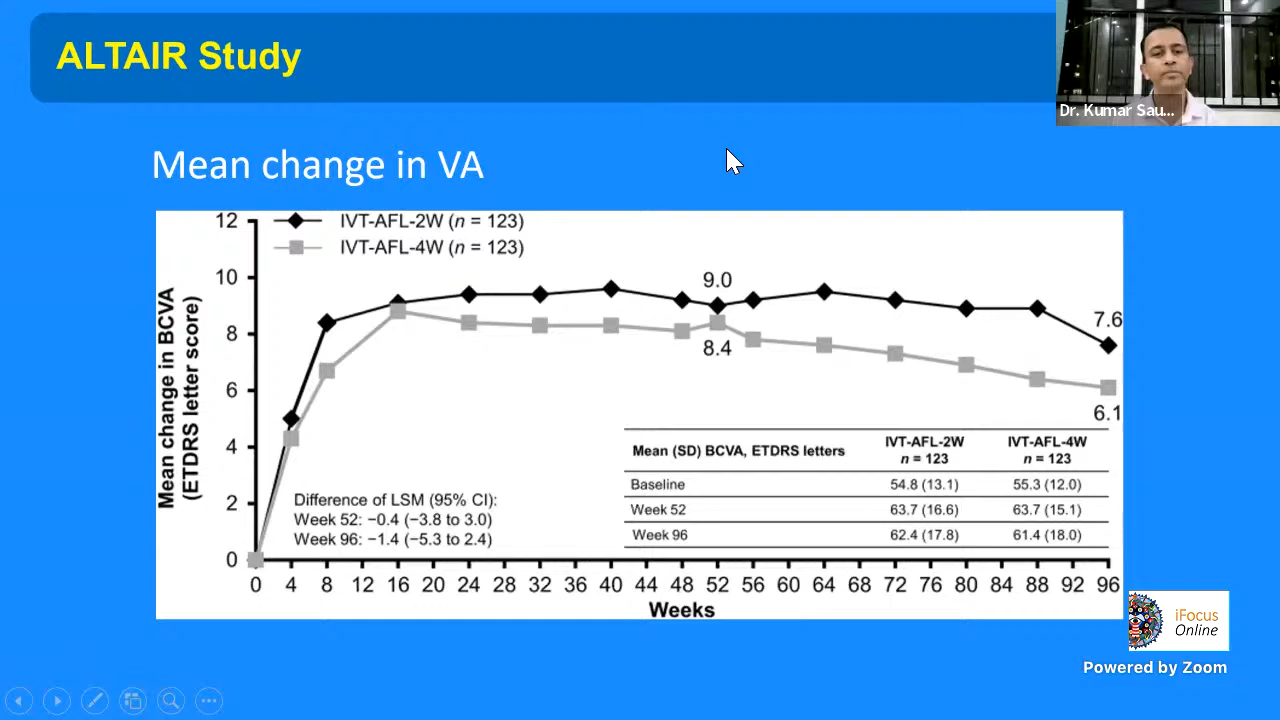 ALTAIR Study
Dr. Kumar Sau...
Mean change in VA
IVT-AFL-2W (n = 123)
IVT-AFL-4W (n = 123)
Mean change in BCVA
(ETDRS letter score)
12
10
8
6
4
2
0
9.0
8.4
7.6
6.1
Difference of LSM (95% CI):
Week 52: −0.4 (−3.8 to 3.0)
Week 96: −1.4 (−5.3 to 2.4)
Mean (SD) BCVA, ETDRS letters IVT-AFL-2W n = 123 IVT-AFL-4W n = 123
Baseline 54.8 (13.1) 55.3 (12.0)
Week 52 63.7 (16.6) 63.7 (15.1)
Week 96 62.4 (17.8) 61.4 (18.0)
0 4 8 12 16 20 24 28 32 36 40 44 48 52 56 60 64 68 72 76 80 84 88 92 96
Weeks
iFocus
Online
Powered by Zoom